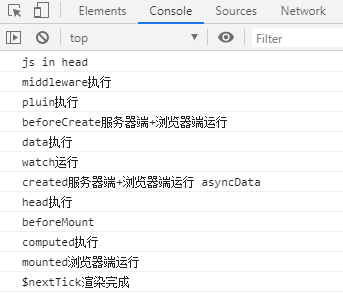 Elements Console Sources Network
top Filter
js in head
middleware执行
pluin执行
beforeCreate服务器端+浏览器端运行
data执行
watch运行
created服务器端+浏览器端运行 asyncData
head执行
beforeMount
computed执行
mounted浏览器端运行
$nextTick渲染完成